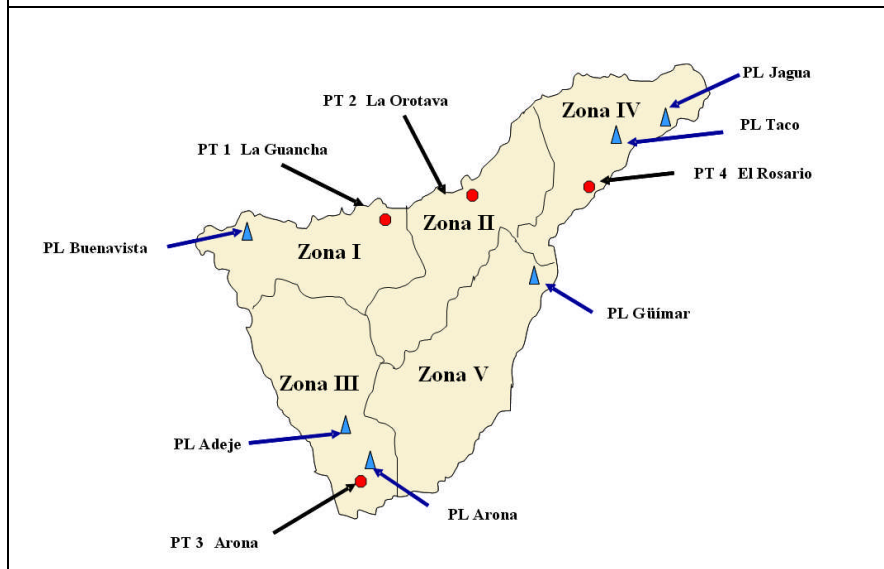 PL Jagua
PT 2 La Orotava
Zona IV
PL Taco
PT 1 La Guancha
PT 4 El Rosario
Zona II
PL Buenavista
Zona I
PL Güímar
Zona III
Zona V
PL Adeje
PL Arona
PT 3 Arona